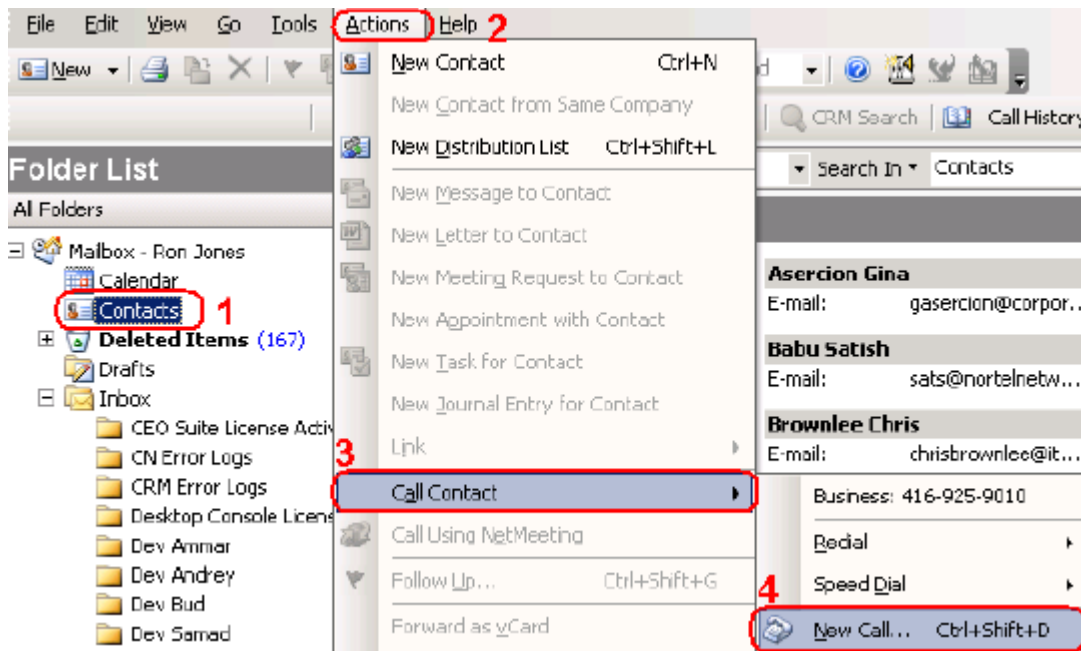 File Edit View Go Tools Actions Help 2
New
CRM Search Call History
Folder List
Search In Contacts
All Folders
Mailbox - Ron Jones
Calendar
Contacts 1
Deleted Items (167)
Drafts
Inbox
CEO Suite License Activ
CN Error Logs
CRM Error Logs
Desktop Console License
Dev Ammar
Dev Andrey
Dev Bud
Dev Samad
New Contact Ctrl+N
New Contact from Same Company
New Distribution List Ctrl+Shift+L
New Message to Contact
New Letter to Contact
New Meeting Request to Contact
New Appointment with Contact
New Task for Contact
New Journal Entry for Contact
Link
3
Call Contact
Call Using NetMeeting
Follow Up... Ctrl+Shift+G
Forward as vCard
Asercion Gina
E-mail: gasercion@corpor...
Babu Satish
E-mail: sats@nortelnetw...
Brownlee Chris
E-mail: chrisbrownlee@it...
Business: 416-925-9010
Redial
Speed Dial
4
New Call... Ctrl+Shift+D